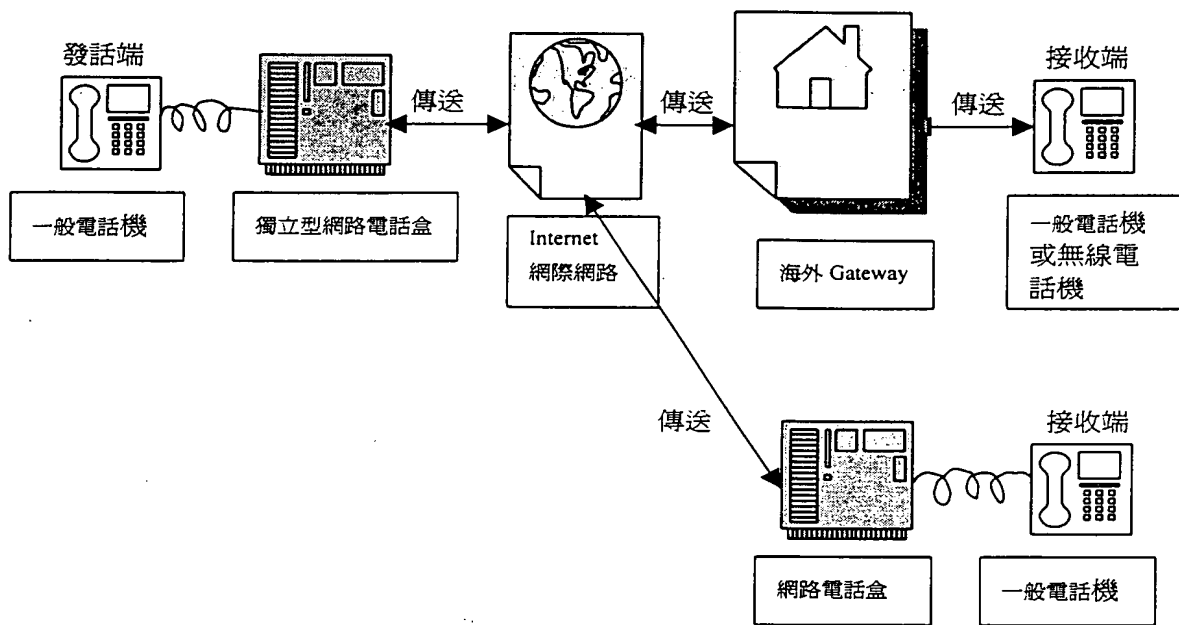 發話端
接收端
傳送
傳送
傳送
一般電話機
獨立型網路電話盒
Internet
網際網路
海外 Gateway
一般電話機
或無線電
話機
傳送
接收端
網路電話盒
一般電話機